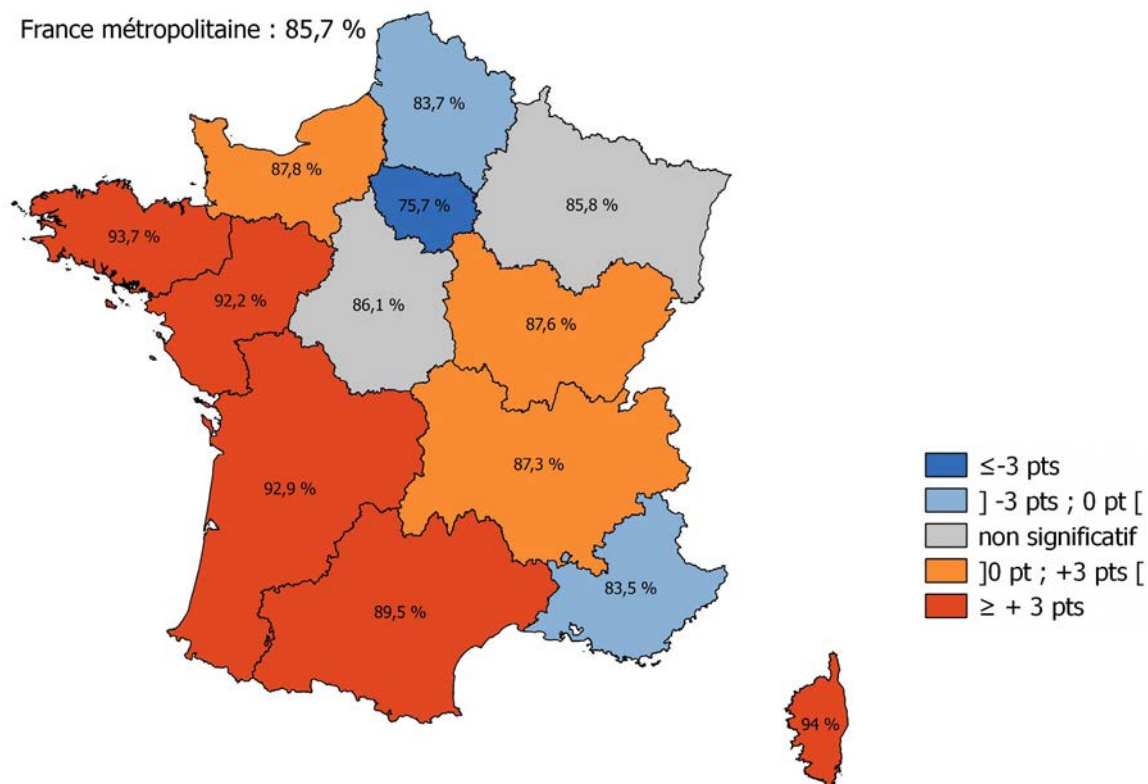 France métropolitaine : 85,7 %
83,7 %
87,8 %
75,7 %
85,8 %
93,7 %
92,2 %
86,1 %
87,6 %
87,3 %
92,9 %
89,5 %
83,5 %
94 %
≤-3 pts
] -3 pts ; 0 pt [
non significatif
]0 pt ; +3 pts [
≥ + 3 pts